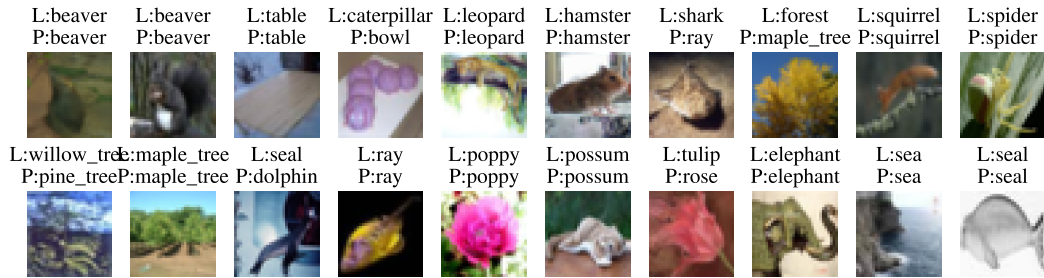 L:beaver L:beaver L:table L:caterpillar L:leopard L:hamster L:shark L:forest L:squirrel L:spider
P:beaver P:beaver P:table P:bowl P:leopard P:hamster P:ray P:maple_tree P:squirrel P:spider
L:willow_tree L:maple_tree L:seal L:ray L:poppy L:possum L:tulip L:elephant L:sea L:seal
P:pine_tree P:maple_tree P:dolphin P:ray P:poppy P:possum P:rose P:elephant P:sea P:seal